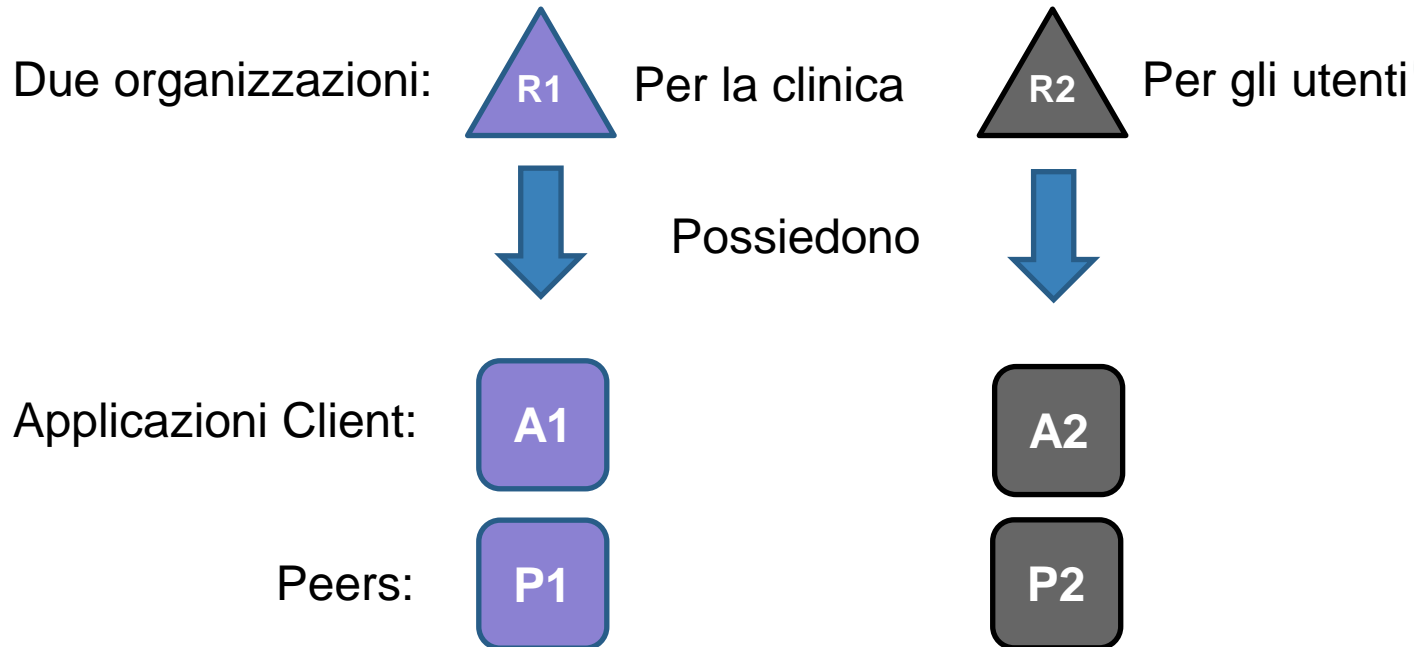 Due organizzazioni: R1 Per la clinica R2 Per gli utenti
Possiedono
Applicazioni Client: A1 A2
Peers: P1 P2